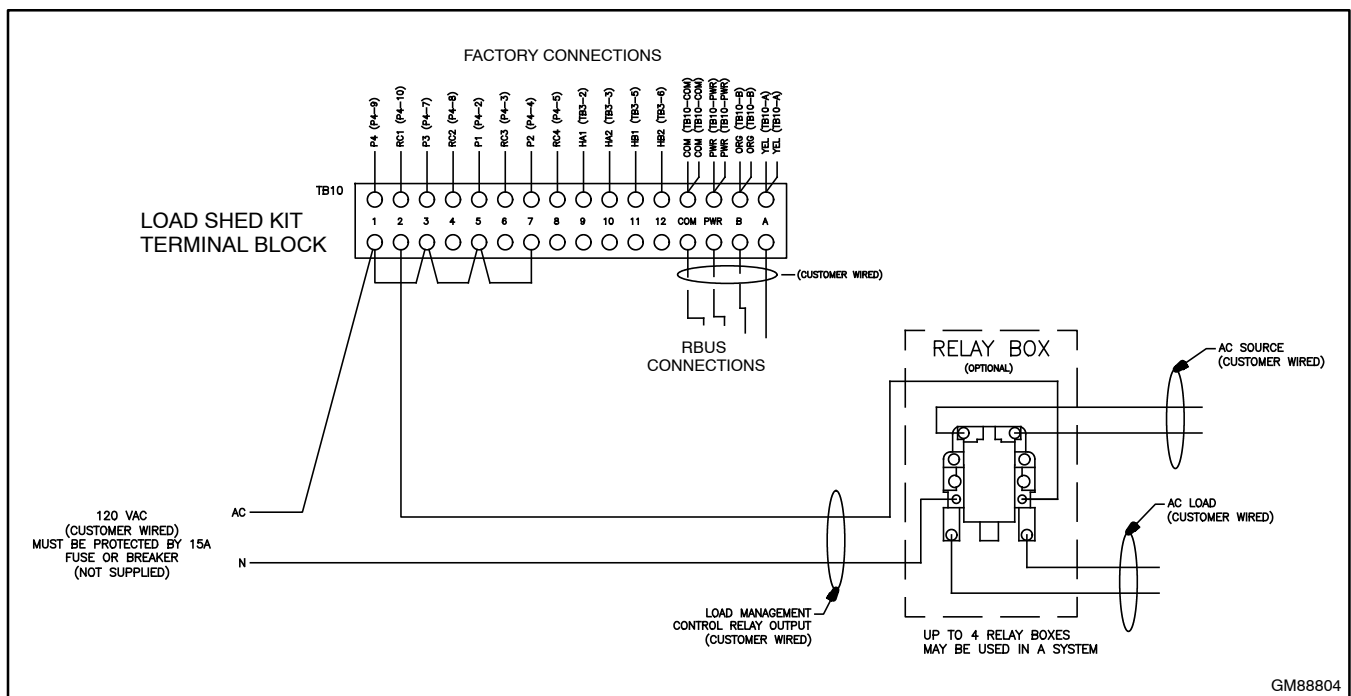 FACTORY CONNECTIONS
P4 (P4-9)
RC1 (P4-10)
P3 (P4-7)
RC2 (P4-8)
P1 (P4-2)
RC3 (P4-3)
P2 (P4-4)
RC4 (P4-5)
HA1 (TB3-2)
HA2 (TB3-3)
HB1 (TB3-5)
HB2 (TB3-6)
COM (TB10-COM)
COM (TB10-COM)
PWR (TB10-PWR)
PWR (TB10-PWR)
ORG (TB10-B)
ORG (TB10-B)
YEL (TB10-A)
YEL (TB10-A)
TB10
LOAD SHED KIT
TERMINAL BLOCK
1 2 3 4 5 6 7 8 9 10 11 12 COM PWR B A
(CUSTOMER WIRED)
RBUS
CONNECTIONS
RELAY BOX
(OPTIONAL)
AC SOURCE
(CUSTOMER WIRED)
AC LOAD
(CUSTOMER WIRED)
120 VAC
(CUSTOMER WIRED)
MUST BE PROTECTED BY 15A
FUSE OR BREAKER
(NOT SUPPLIED)
AC
N
LOAD MANAGEMENT
CONTROL RELAY OUTPUT
(CUSTOMER WIRED)
UP TO 4 RELAY BOXES
MAY BE USED IN A SYSTEM
GM88804